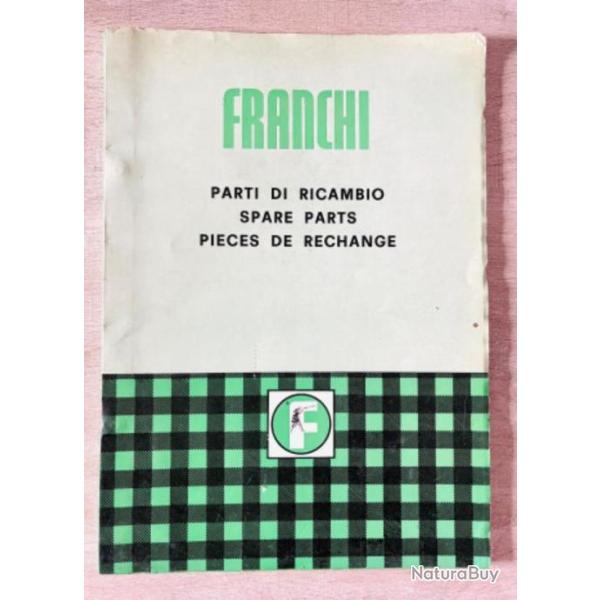 FRANCHI
PARTI DI RICAMBIO
SPARE PARTS
PIECES DE RECHANGE
F
NaturaBuy